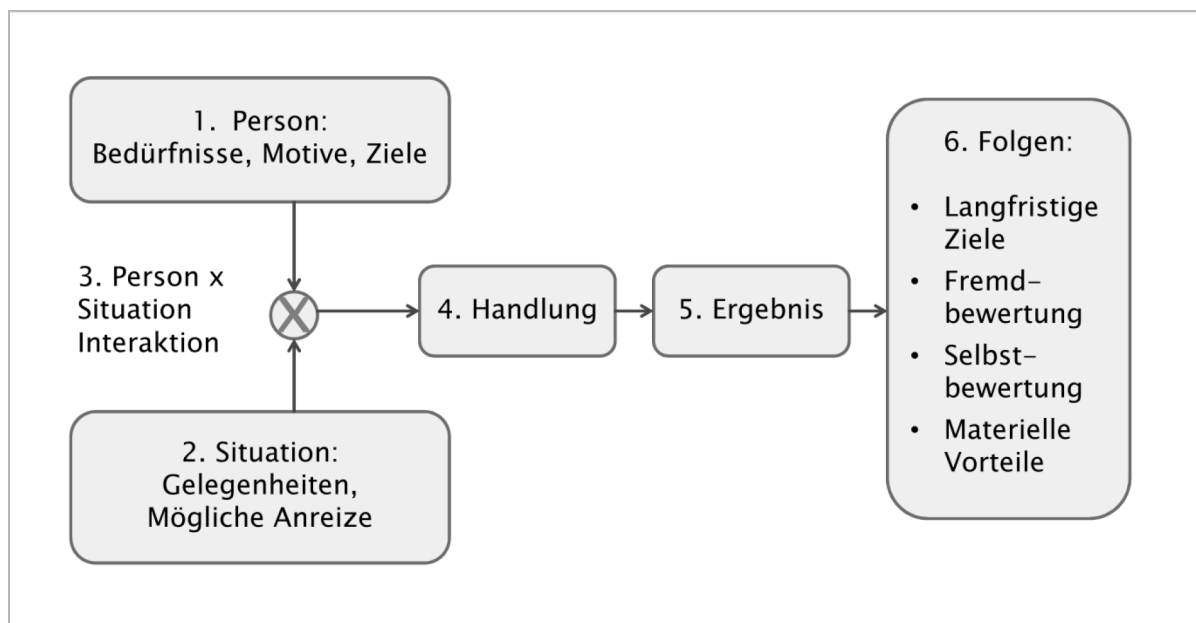 1. Person:
Bedürfnisse, Motive, Ziele
3. Person x
Situation
Interaktion
X
2. Situation:
Gelegenheiten,
Mögliche Anreize
4. Handlung
5. Ergebnis
6. Folgen:
• Langfristige
Ziele
• Fremd–
bewertung
• Selbst–
bewertung
• Materielle
Vorteile